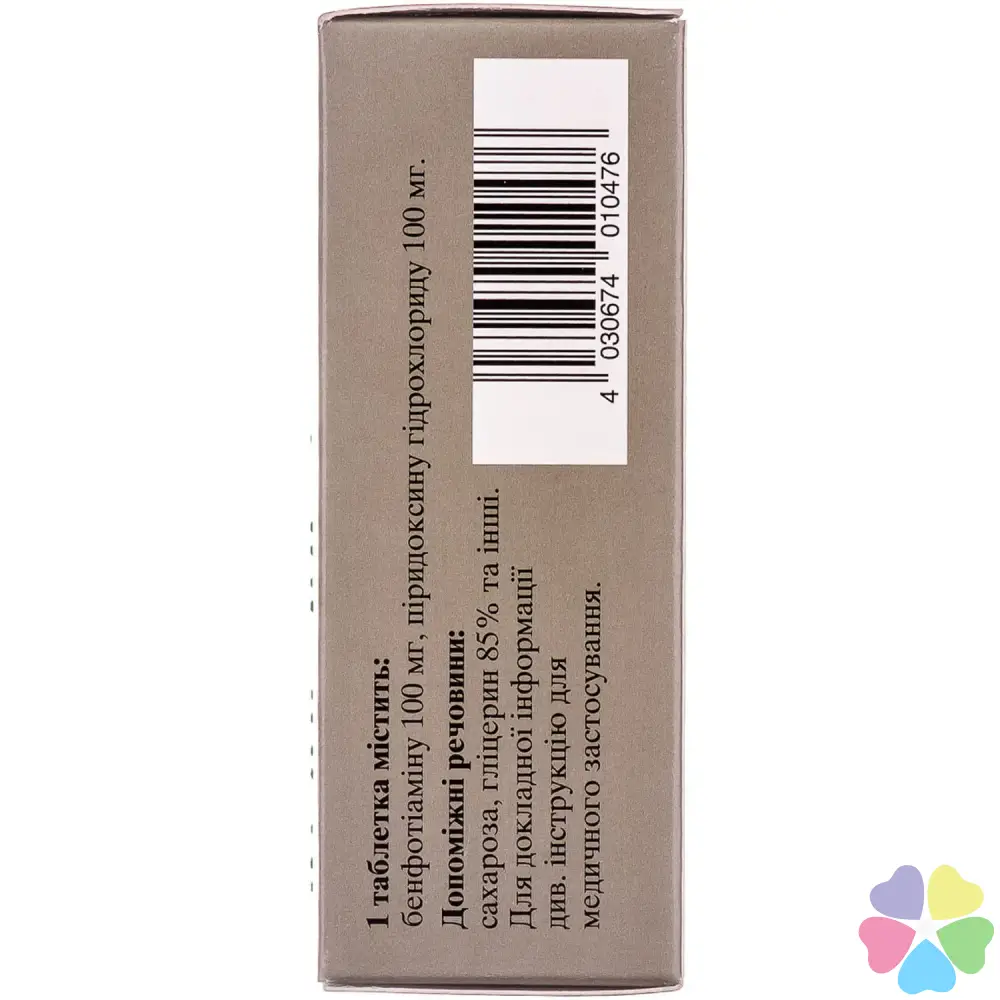 1 таблетка містить:
бенфотіаміну 100 мг, піридоксину гідрохлориду 100 мг.
Допоміжні речовини:
сахароза, гліцерин 85% та інші.
Для докладної інформації
див. інструкцію для
медичного застосування.
4 030674 010476